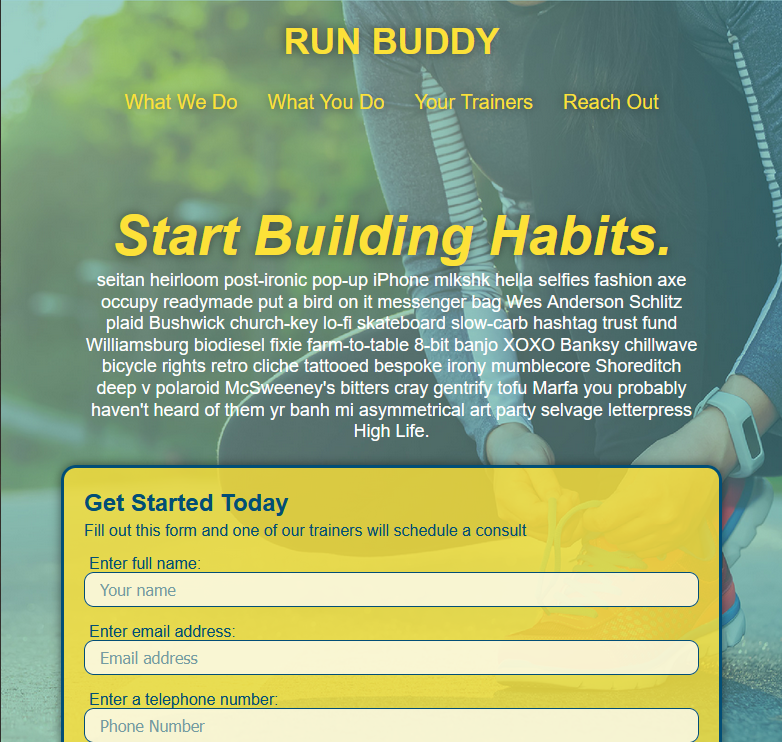 RUN BUDDY
What We Do What You Do Your Trainers Reach Out
Start Building Habits.
seitan heirloom post-ironic pop-up iPhone mlkshk hella selfies fashion axe
occupy readymade put a bird on it messenger bag Wes Anderson Schlitz
plaid Bushwick church-key lo-fi skateboard slow-carb hashtag trust fund
Williamsburg biodiesel fixie farm-to-table 8-bit banjo XOXO Banksy chillwave
bicycle rights retro cliche tattooed bespoke irony mumblecore Shoreditch
deep v polaroid McSweeney's bitters cray gentrify tofu Marfa you probably
haven't heard of them yr banh mi asymmetrical art party selvage letterpress
High Life.
Get Started Today
Fill out this form and one of our trainers will schedule a consult
Enter full name:
Your name
Enter email address:
Email address
Enter a telephone number:
Phone Number